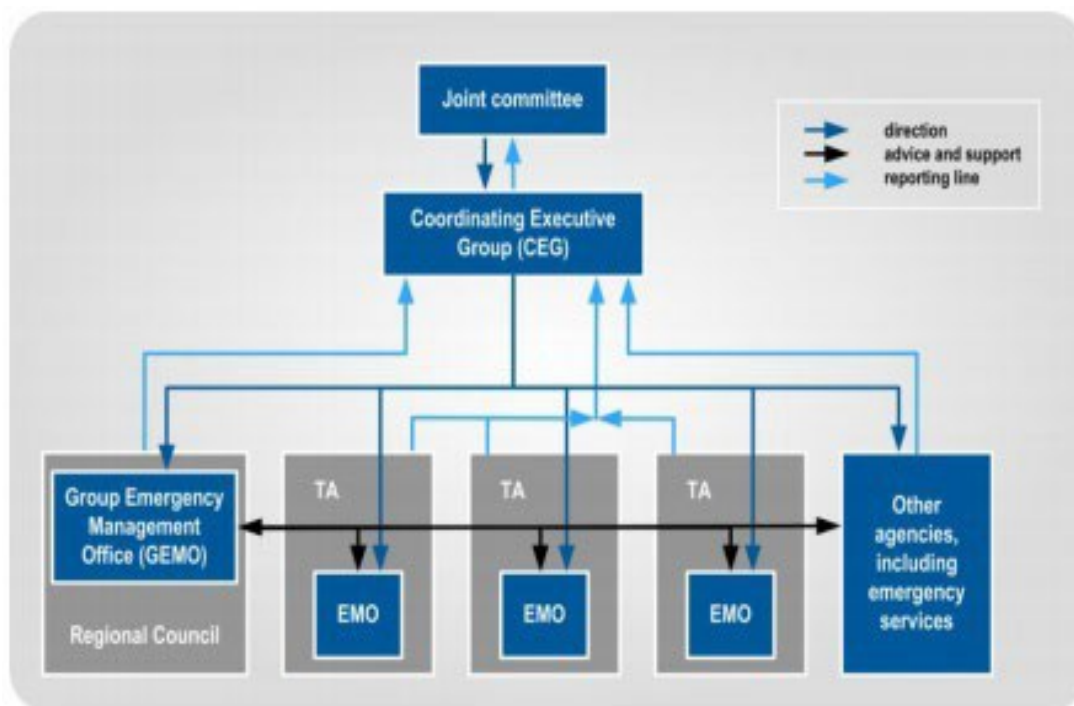 Joint committee
direction
advice and support
reporting line
Coordinating Executive
Group (CEG)
Group Emergency
Management
Office (GEMO)
Regional Council
TA
EMO
TA
EMO
TA
EMO
Other
agencies,
including
emergency
services